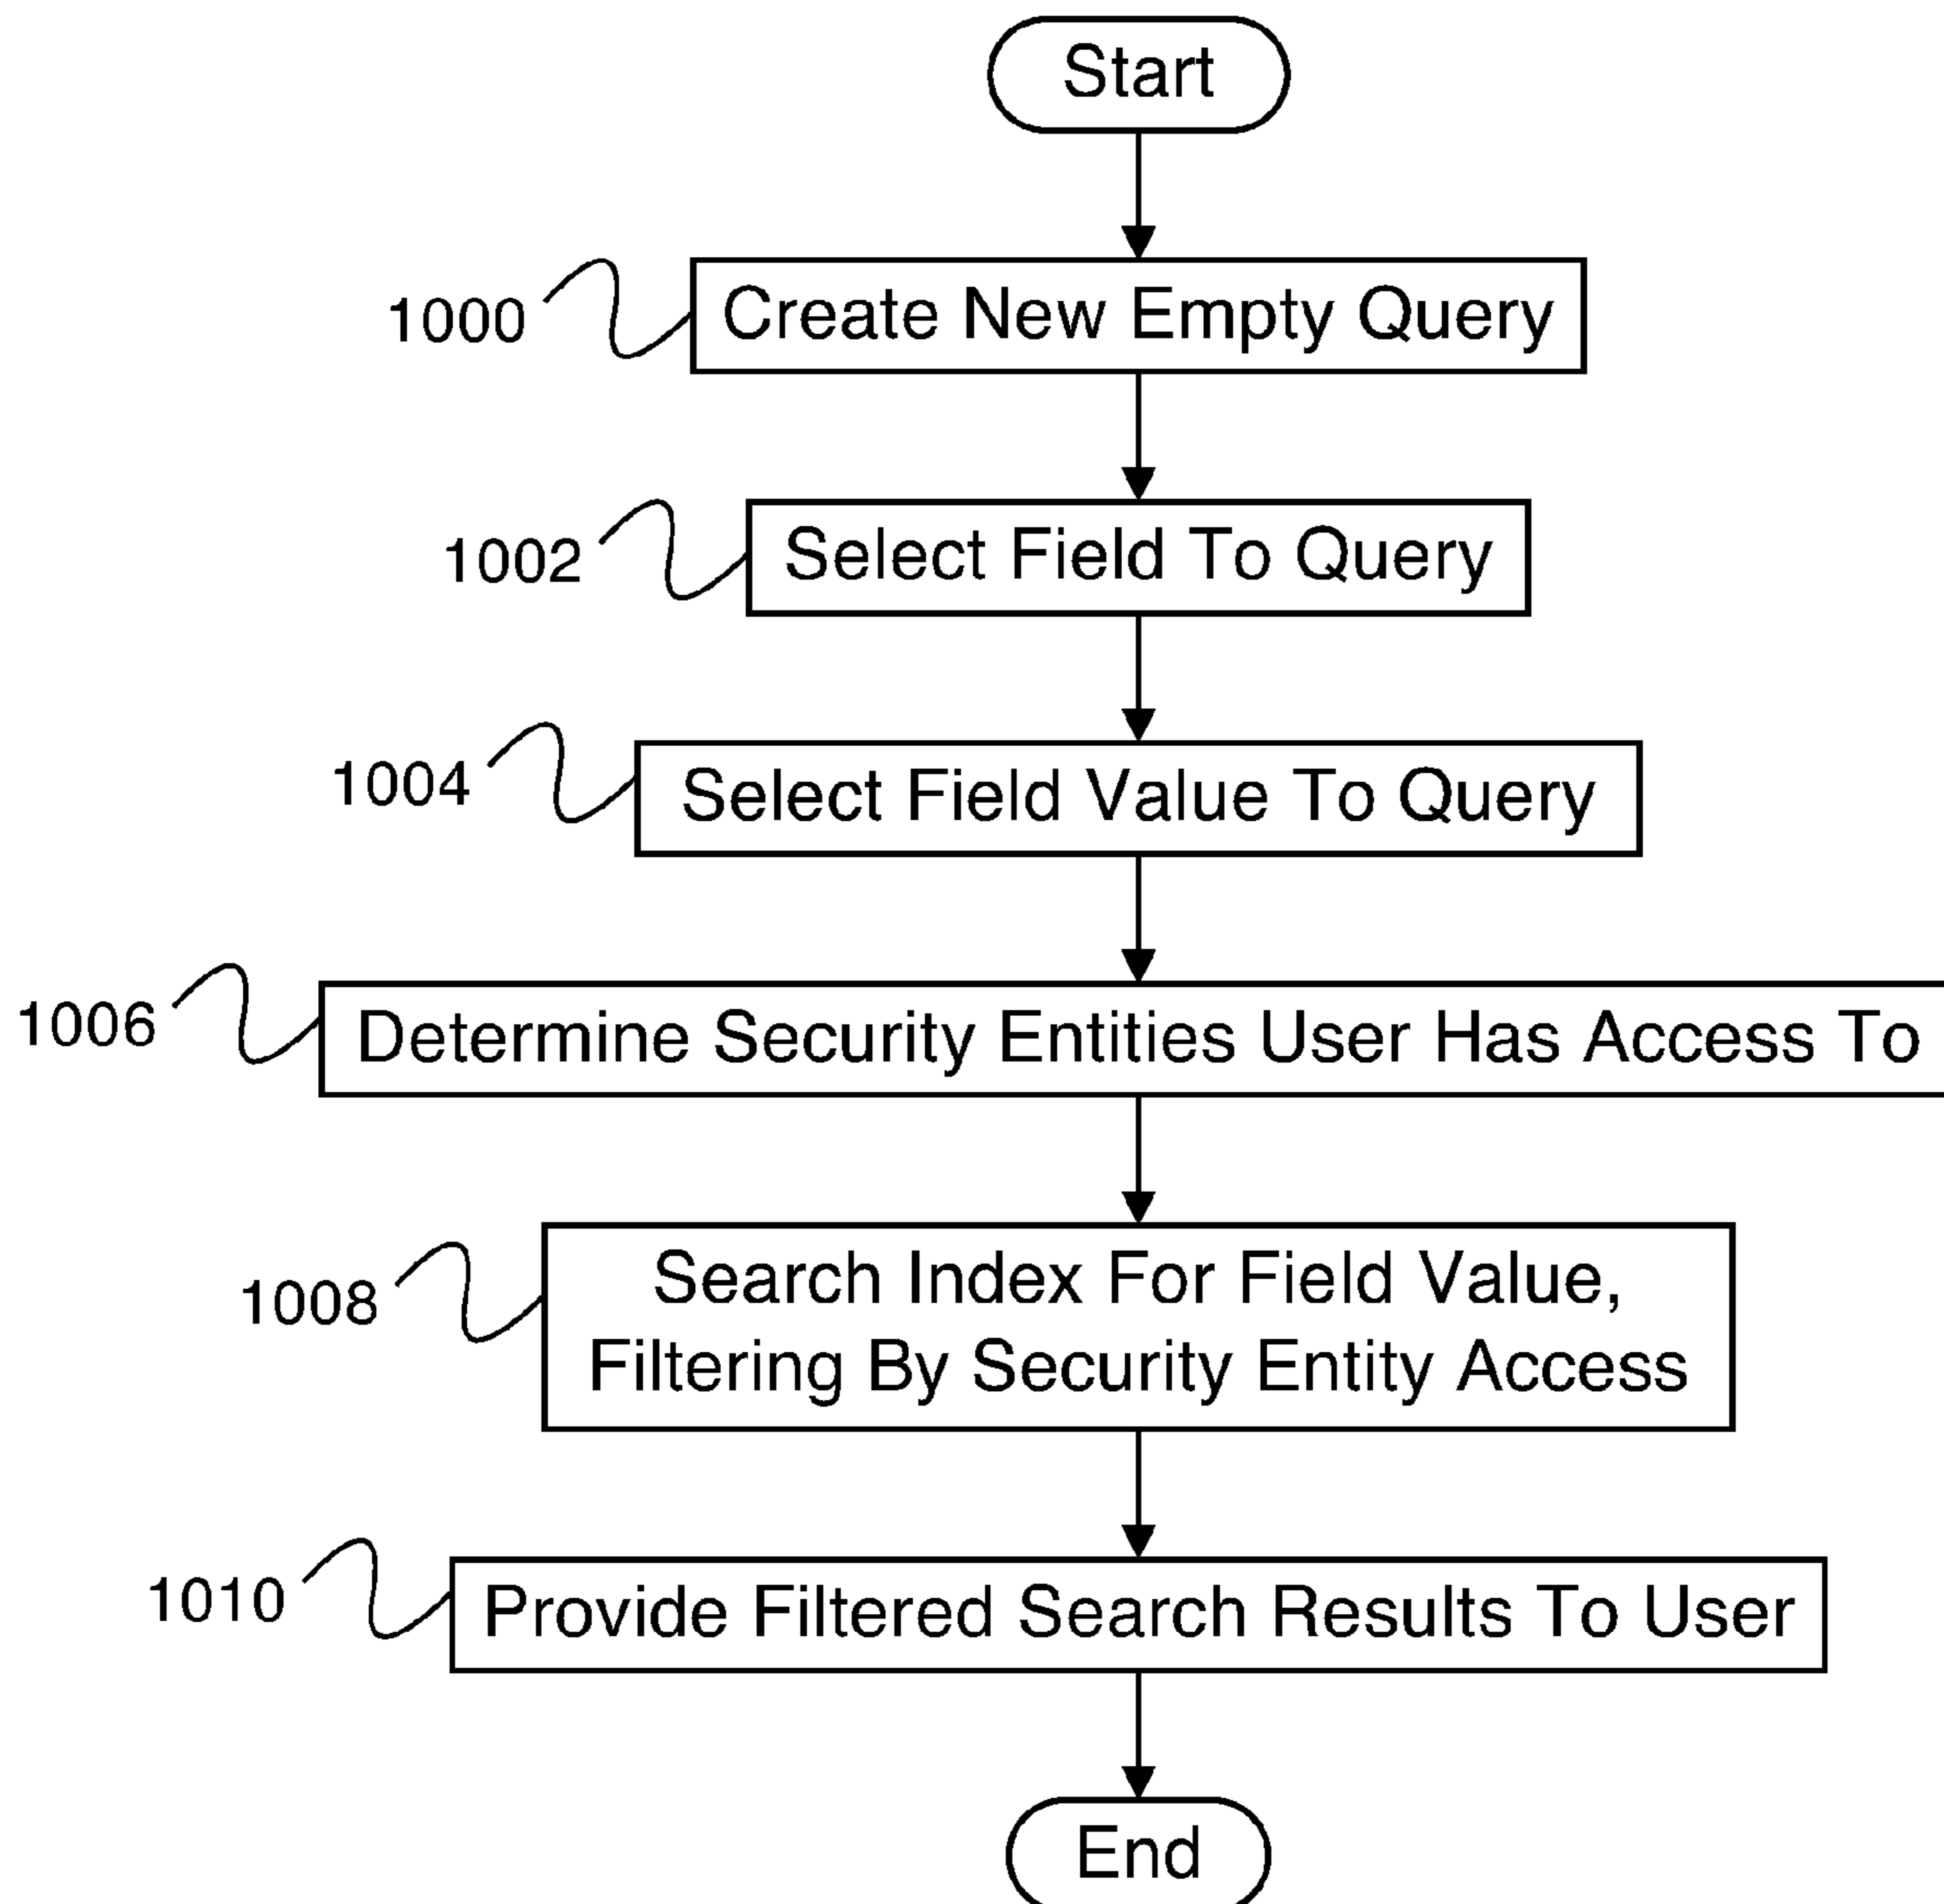 Start
1000
Create New Empty Query
1002
Select Field To Query
1004
Select Field Value To Query
1006
Determine Security Entities User Has Access To
1008
Search Index For Field Value,
Filtering By Security Entity Access
1010
Provide Filtered Search Results To User
End